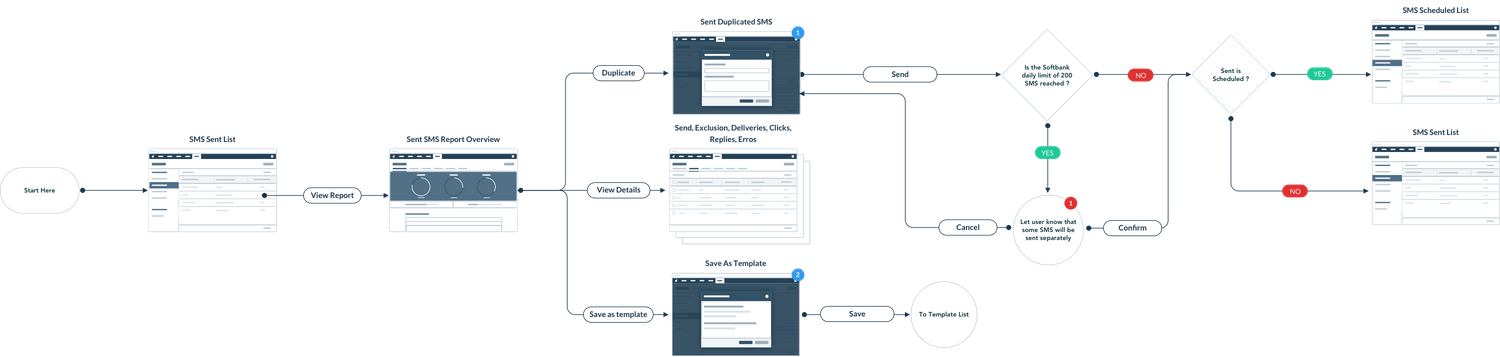 Start Here
SMS Sent List
View Report
Sent SMS Report Overview
Duplicate
View Details
Save as template
Sent Duplicated SMS
1
Send, Exclusion, Deliveries, Clicks,
Replies, Erros
Save As Template
2
Send
Cancel
Save
To Template List
Is the Softbank
daily limit of 200
SMS reached ?
NO
YES
1
Let user know that
some SMS will be
sent separately
Confirm
Sent is
Scheduled ?
YES
NO
SMS Scheduled List
SMS Sent List